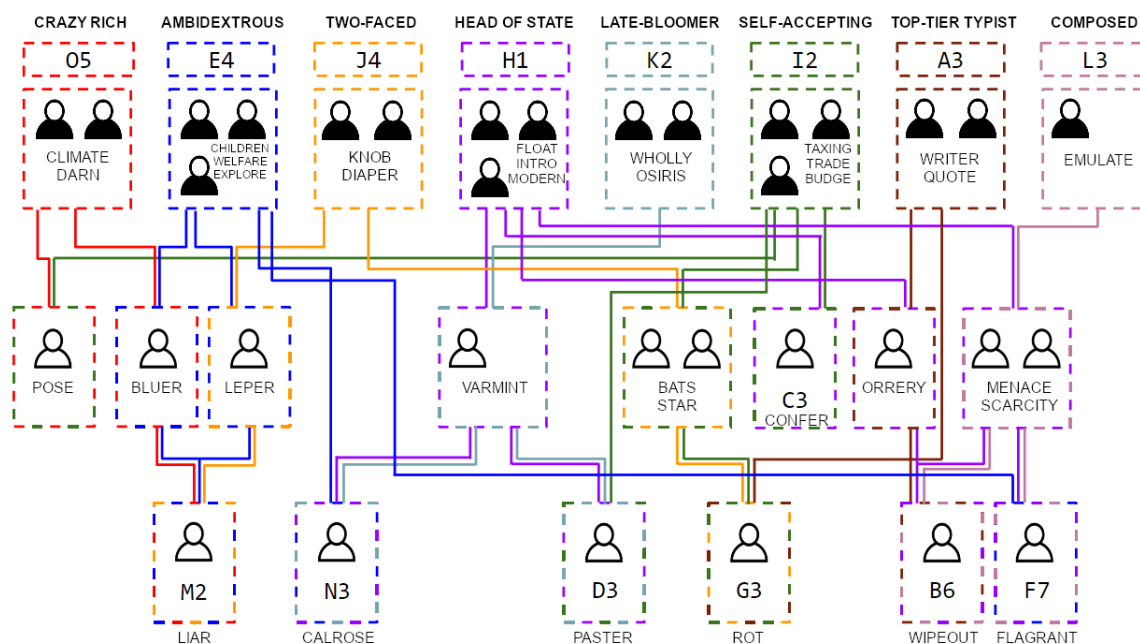 CRAZY RICH AMBIDEXTROUS TWO-FACED HEAD OF STATE LATE-BLOOMER SELF-ACCEPTING TOP-TIER TYPIST COMPOSED
O5 E4 J4 H1 K2 I2 A3 L3
CLIMATE
DARN
CHILDREN
WELFARE
EXPLORE
KNOB
DIAPER
FLOAT
INTRO
MODERN
WHOLLY
OSIRIS
TAXING
TRADE
BUDGE
WRITER
QUOTE
EMULATE
POSE
BLUER
LEPER
VARMINT
BATS
STAR
C3
CONFER
ORRERY
MENACE
SCARCITY
M2 N3 D3 G3 B6 F7
LIAR CALROSE PASTER ROT WIPEOUT FLAGRANT